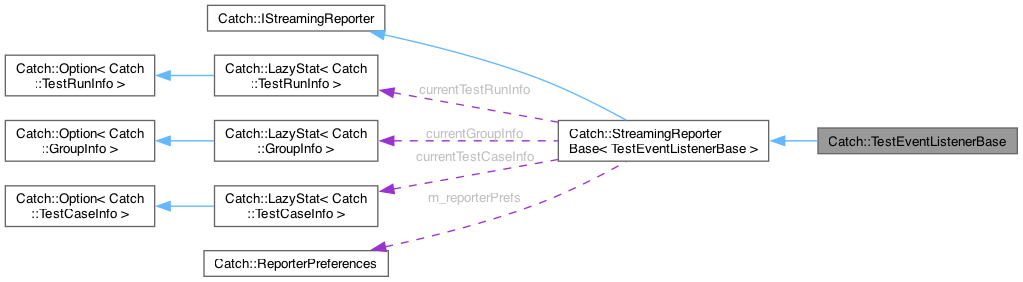 Catch::IStreamingReporter
Catch::Option< Catch
::TestRunInfo >
Catch::LazyStat< Catch
::TestRunInfo >
currentTestRunInfo
Catch::Option< Catch
::GroupInfo >
Catch::LazyStat< Catch
::GroupInfo >
currentGroupInfo
Catch::StreamingReporter
Base< TestEventListenerBase >
Catch::TestEventListenerBase
currentTestCaseInfo
Catch::Option< Catch
::TestCaseInfo >
Catch::LazyStat< Catch
::TestCaseInfo >
m_reporterPrefs
Catch::ReporterPreferences